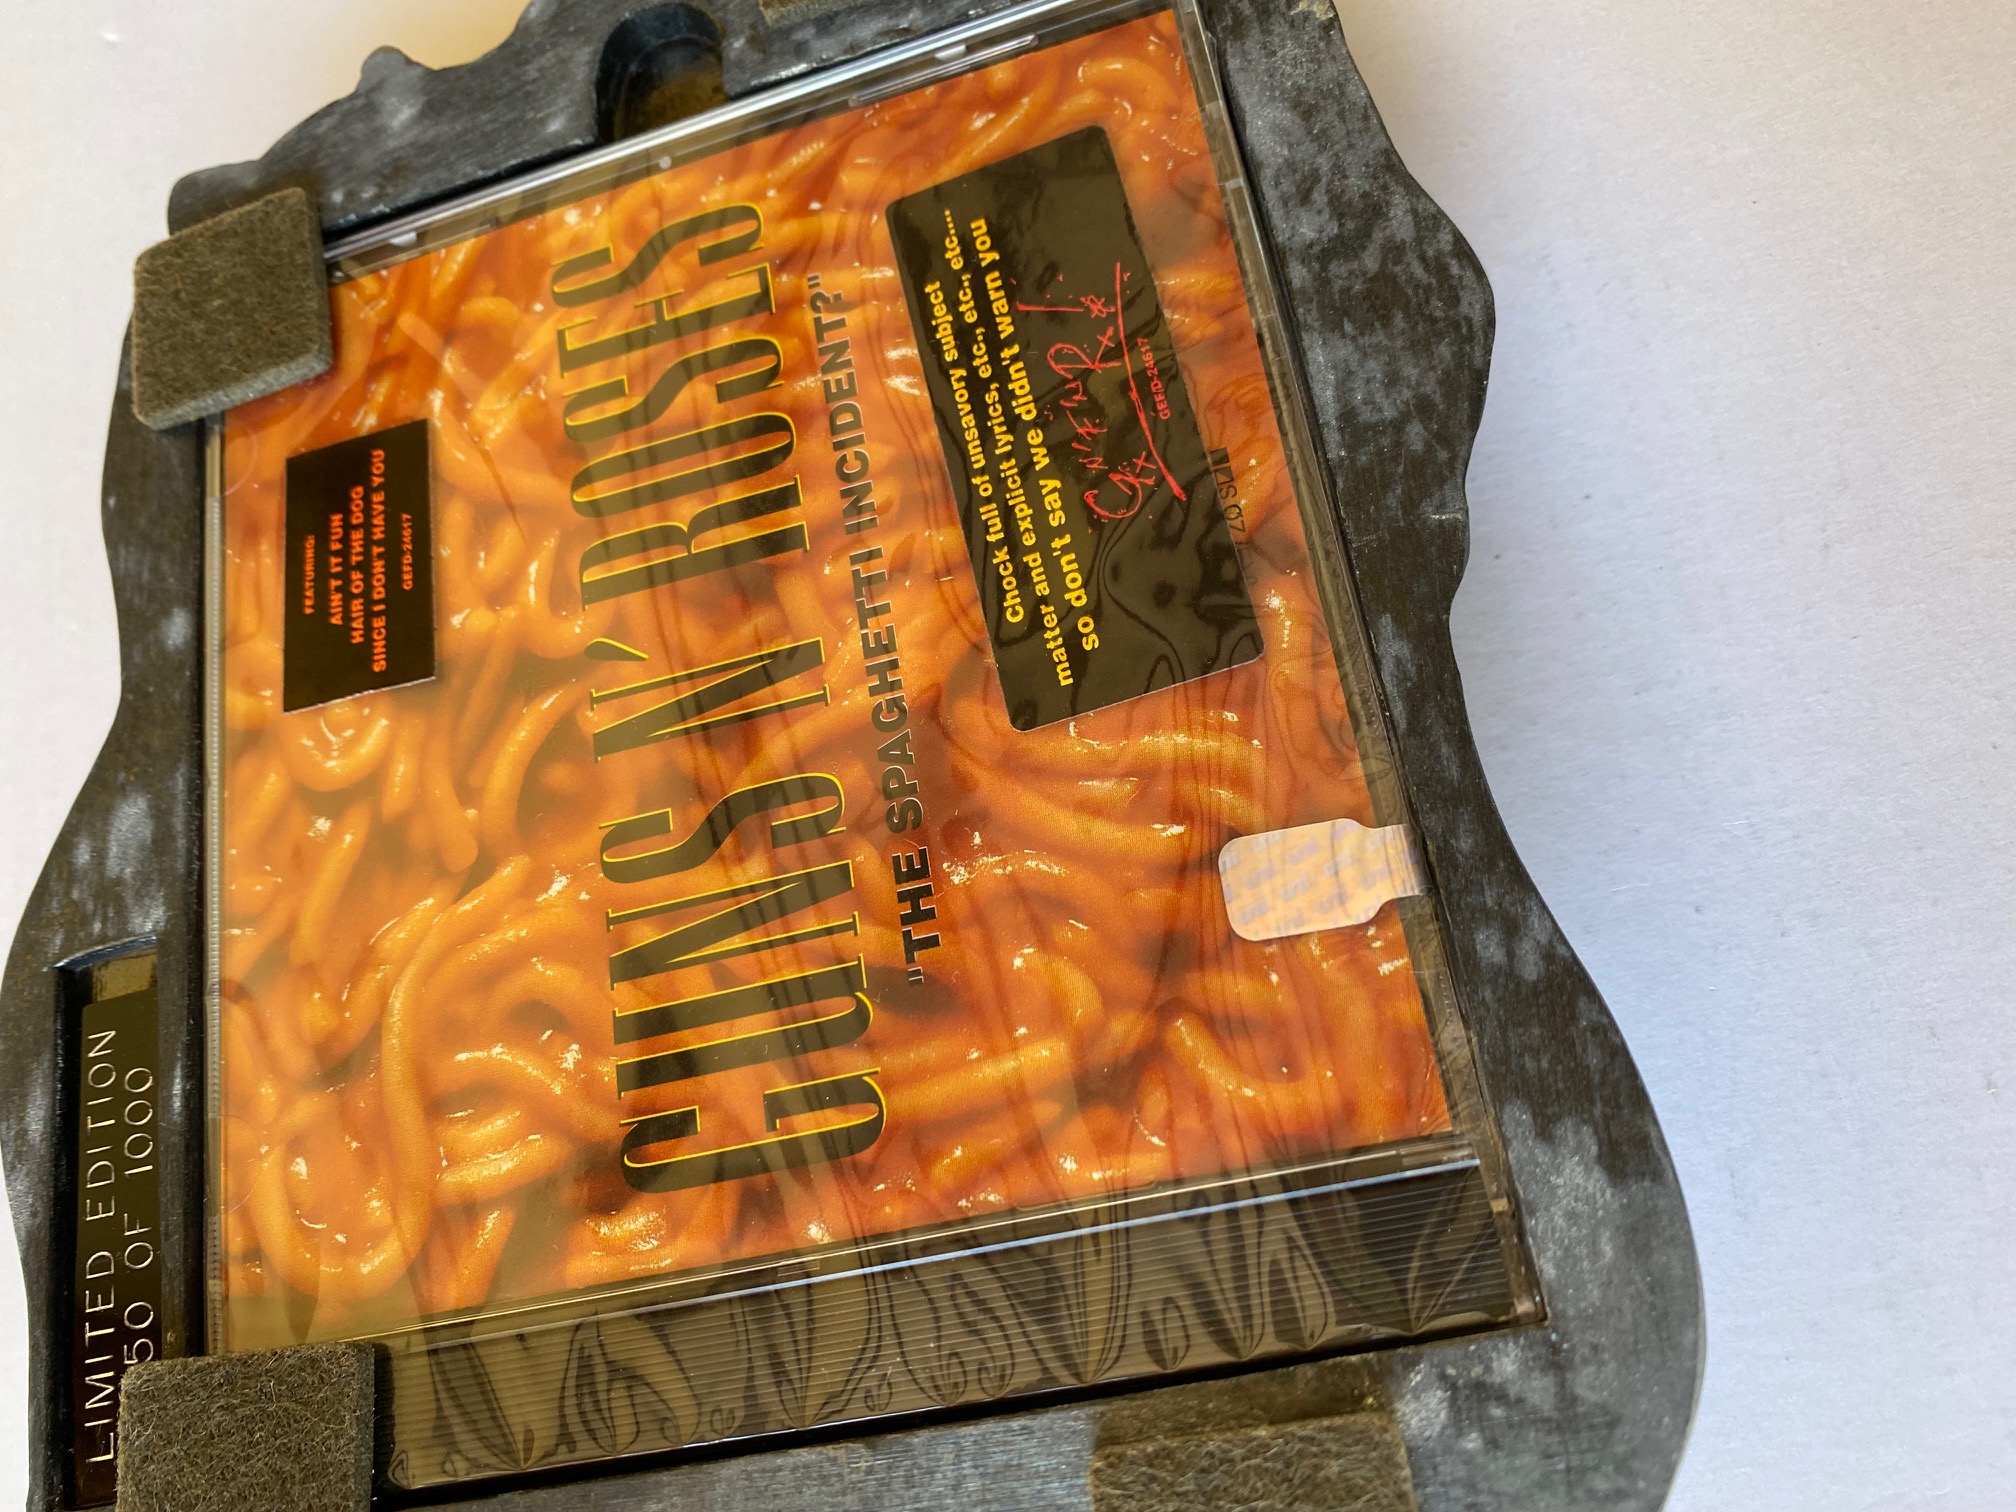 FEATURING:
AIN'T IT FUN
HAIR OF THE DOG
SINCE I DON'T HAVE YOU
GEFD-24617
GUNS N' ROSES
"THE SPAGHETTI INCIDENT?"
Chock full of unsavory subject
matter and explicit lyrics, etc., etc., etc., etc....
so don't say we didn't warn you
GEFD-24617
LIMITED EDITION
50 OF 1000